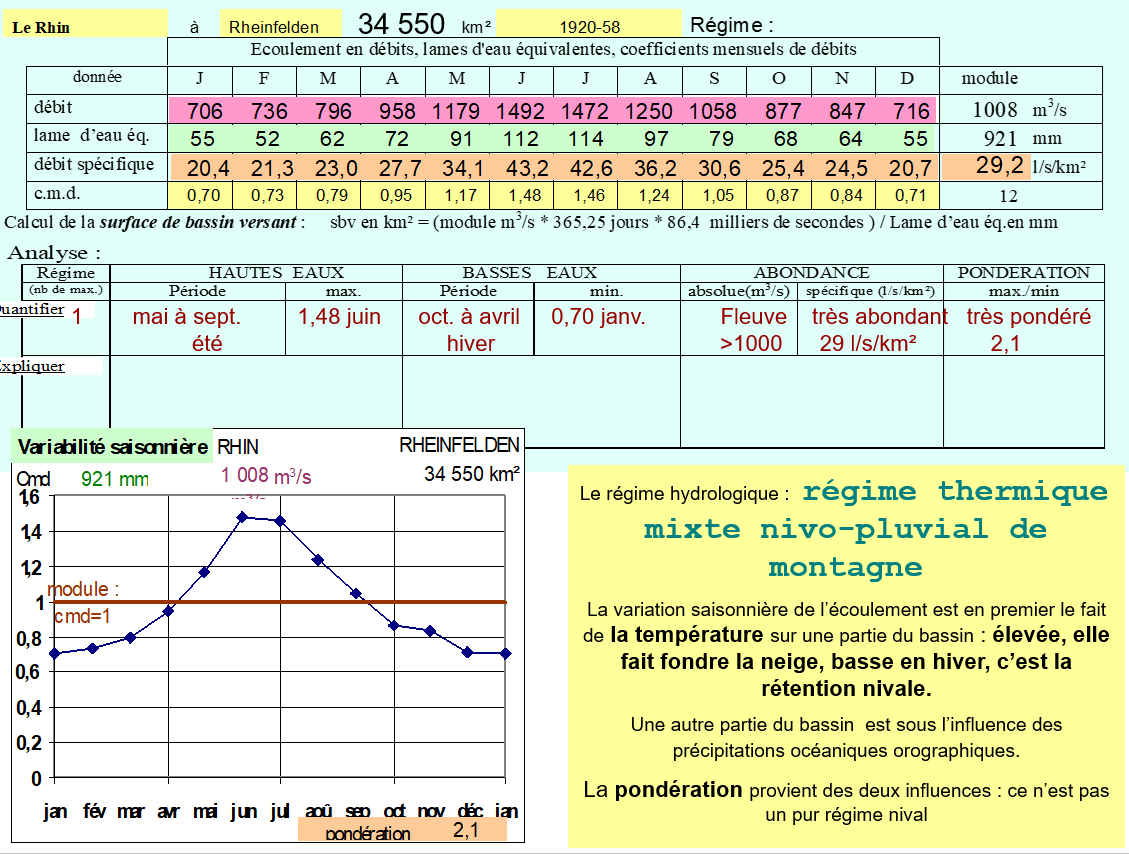 Le Rhin à Rheinfelden 34 550 km² 1920-58 Régime :
Ecoulement en débits, lames d'eau équivalentes, coefficients mensuels de débits
donnée J F M A M J J A S O N D module
débit 706 736 796 958 1179 1492 1472 1250 1058 877 847 716 1008 m³/s
lame d'eau éq. 55 52 62 72 91 112 114 97 79 68 64 55 921 mm
débit spécifique 20,4 21,3 23,0 27,7 34,1 43,2 42,6 36,2 30,6 25,4 24,5 20,7 29,2 l/s/km²
c.m.d. 0,70 0,73 0,79 0,95 1,17 1,48 1,46 1,24 1,05 0,87 0,84 0,71 12
Calcul de la surface de bassin versant : sbv en km² = (module m³/s * 365,25 jours * 86,4 milliers de secondes ) / Lame d'eau éq.en mm
Analyse :
Régime HAUTES EAUX BASSES EAUX ABONDANCE PONDERATION
(nb de max.) Période max. Période min. absolue(m³/s) spécifique (l/s/km²) max./min
uantifier 1 mai à sept. 1,48 juin oct. à avril 0,70 janv. Fleuve très abondant très pondéré
été hiver >1000 29 l/s/km² 2,1
xpliquer
Variabilité saisonnière RHIN RHEINFELDEN
Qmd 921 mm 1 008 m³/s 34 550 km²
1,6
1,4
1,2
module :
1
cmd=1
0,8
0,6
0,4
0,2
0
jan fév mar avr mai jun jul aoû sep oct nov déc jan
pondération 2,1
Le régime hydrologique : régime thermique
mixte nivo-pluvial de
montagne
La variation saisonnière de l'écoulement est en premier le fait
de la température sur une partie du bassin : élevée, elle
fait fondre la neige, basse en hiver, c'est la
rétention nivale.
Une autre partie du bassin est sous l'influence des
précipitations océaniques orographiques.
La pondération provient des deux influences : ce n'est pas
un pur régime nival